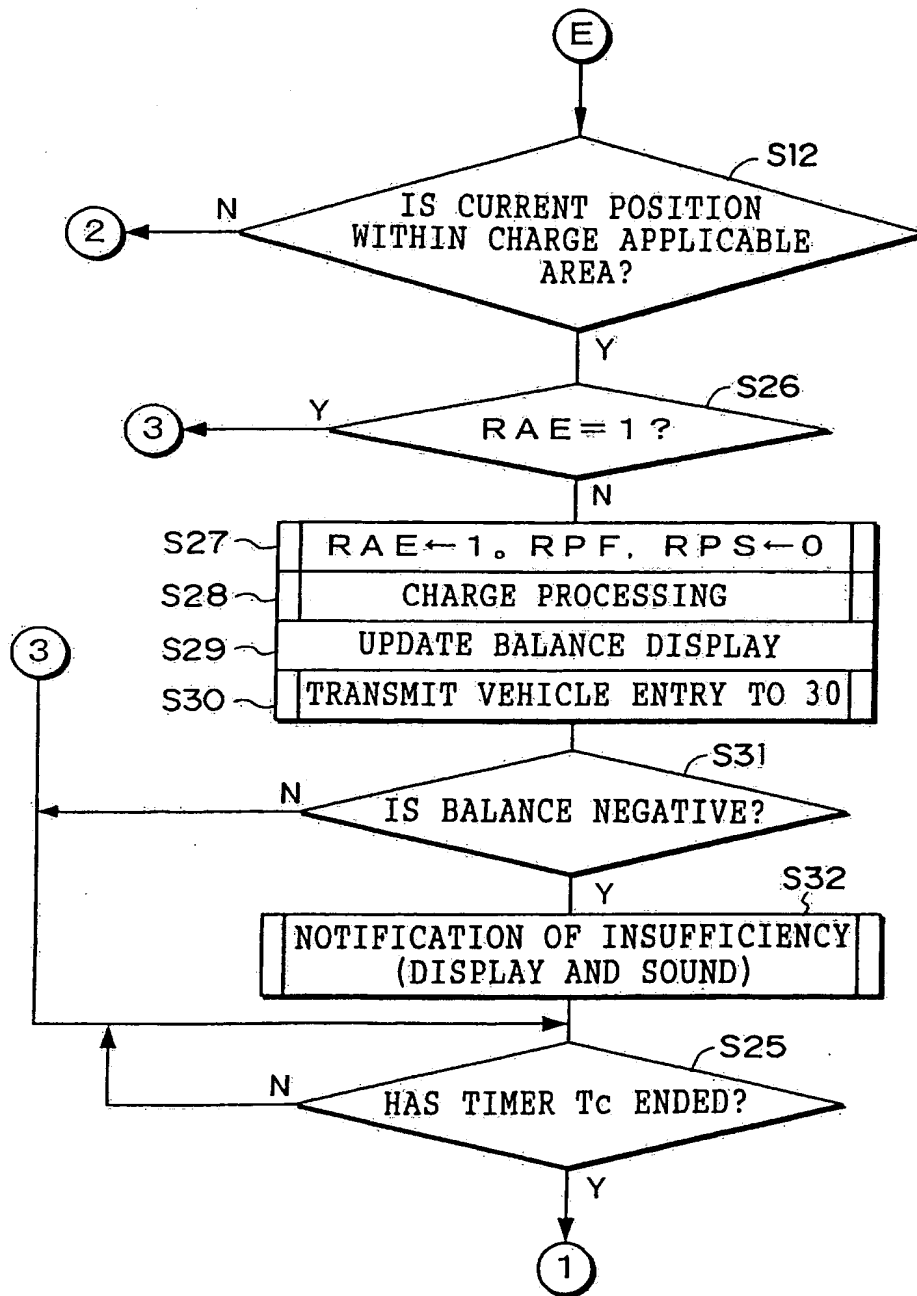 E
S12
N
IS CURRENT POSITION
WITHIN CHARGE APPLICABLE
AREA?
2
Y
S26
Y
3
RAE=1?
N
S27
RAE←1。RPF, RPS←0
S28
CHARGE PROCESSING
3
S29
UPDATE BALANCE DISPLAY
S30
TRANSMIT VEHICLE ENTRY TO 30
S31
N
IS BALANCE NEGATIVE?
Y
S32
NOTIFICATION OF INSUFFICIENCY
(DISPLAY AND SOUND)
S25
N
HAS TIMER Tc ENDED?
Y
1